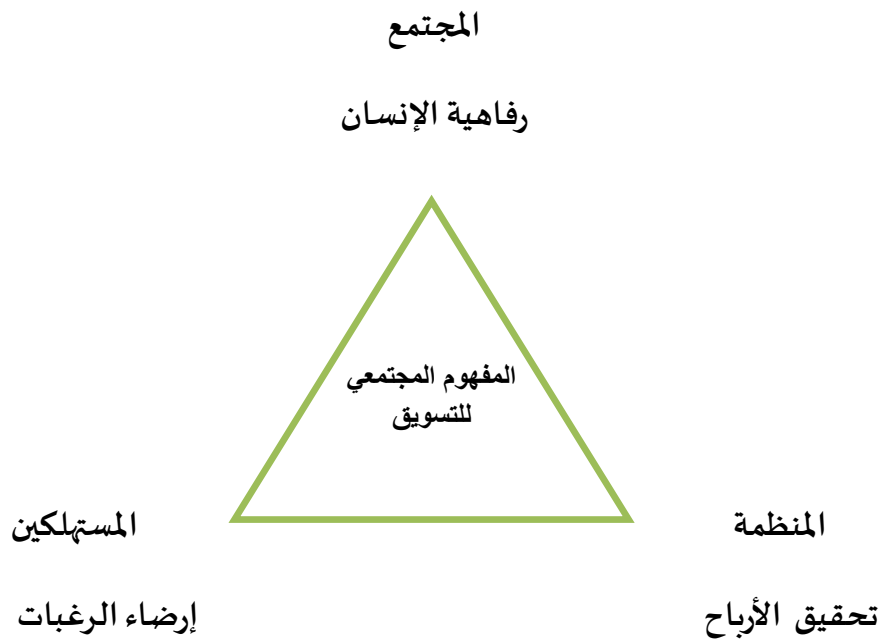 المجتمع
رفاهية الإنسان
المفهوم المجتمعي
للتسويق
المنظمة
تحقيق الأرباح
المستهلكين
إرضاء الرغبات